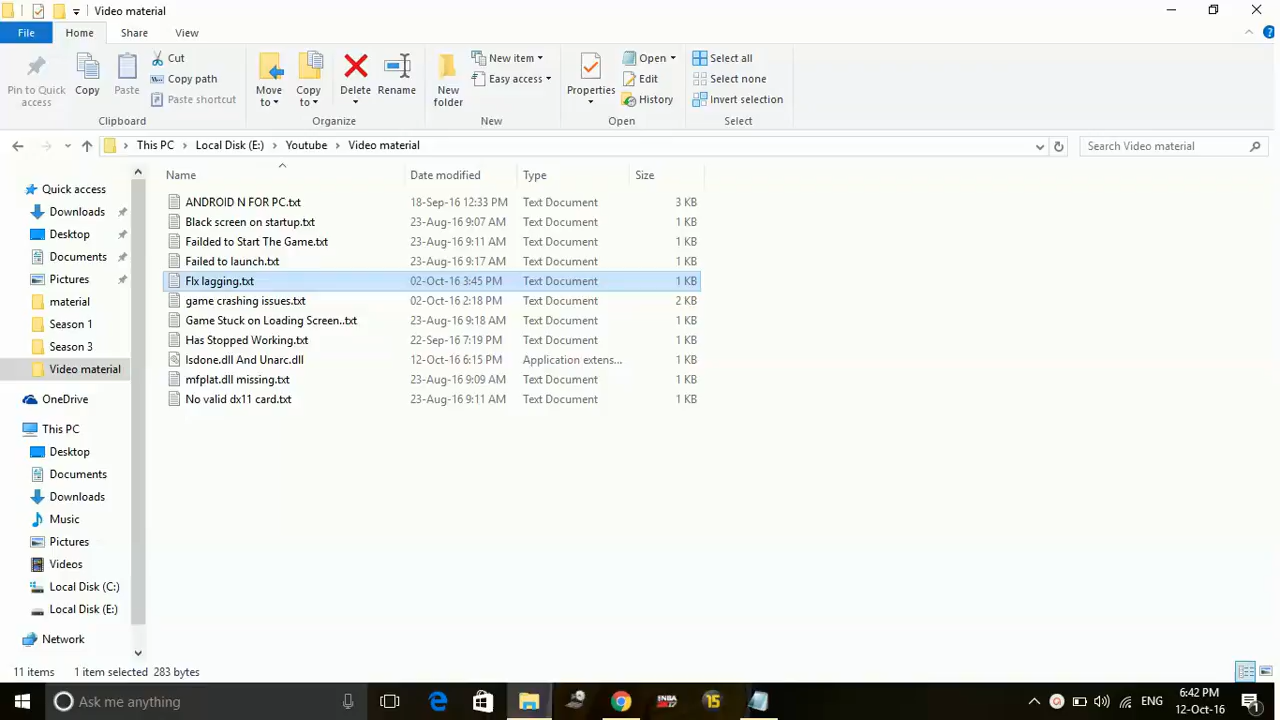 Video material
File Home Share View
Pin to Quick access
Copy
Paste
Cut
Copy path
Paste shortcut
Clipboard
Move to
Copy to
Delete
Rename
Organize
New folder
New item
Easy access
New
Properties
Open
Edit
History
Open
Select all
Select none
Invert selection
Select
This PC Local Disk (E:) Youtube Video material
Search Video material
Quick access
Downloads
Desktop
Documents
Pictures
material
Season 1
Season 3
Video material
OneDrive
This PC
Desktop
Documents
Downloads
Music
Pictures
Videos
Local Disk (C:)
Local Disk (E:)
Network
Name Date modified Type Size
ANDROID N FOR PC.txt 18-Sep-16 12:33 PM Text Document 3 KB
Black screen on startup.txt 23-Aug-16 9:07 AM Text Document 1 KB
Failded to Start The Game.txt 23-Aug-16 9:11 AM Text Document 1 KB
Failed to launch.txt 23-Aug-16 9:17 AM Text Document 1 KB
FIx lagging.txt 02-Oct-16 3:45 PM Text Document 1 KB
game crashing issues.txt 02-Oct-16 2:18 PM Text Document 2 KB
Game Stuck on Loading Screen..txt 23-Aug-16 9:18 AM Text Document 1 KB
Has Stopped Working.txt 22-Sep-16 7:19 PM Text Document 1 KB
Isdone.dll And Unarc.dll 12-Oct-16 6:15 PM Application extens... 1 KB
mfplat.dll missing.txt 23-Aug-16 9:09 AM Text Document 1 KB
No valid dx11 card.txt 23-Aug-16 9:11 AM Text Document 1 KB
11 items 1 item selected 283 bytes
Ask me anything
15
ENG
6:42 PM
12-Oct-16
1